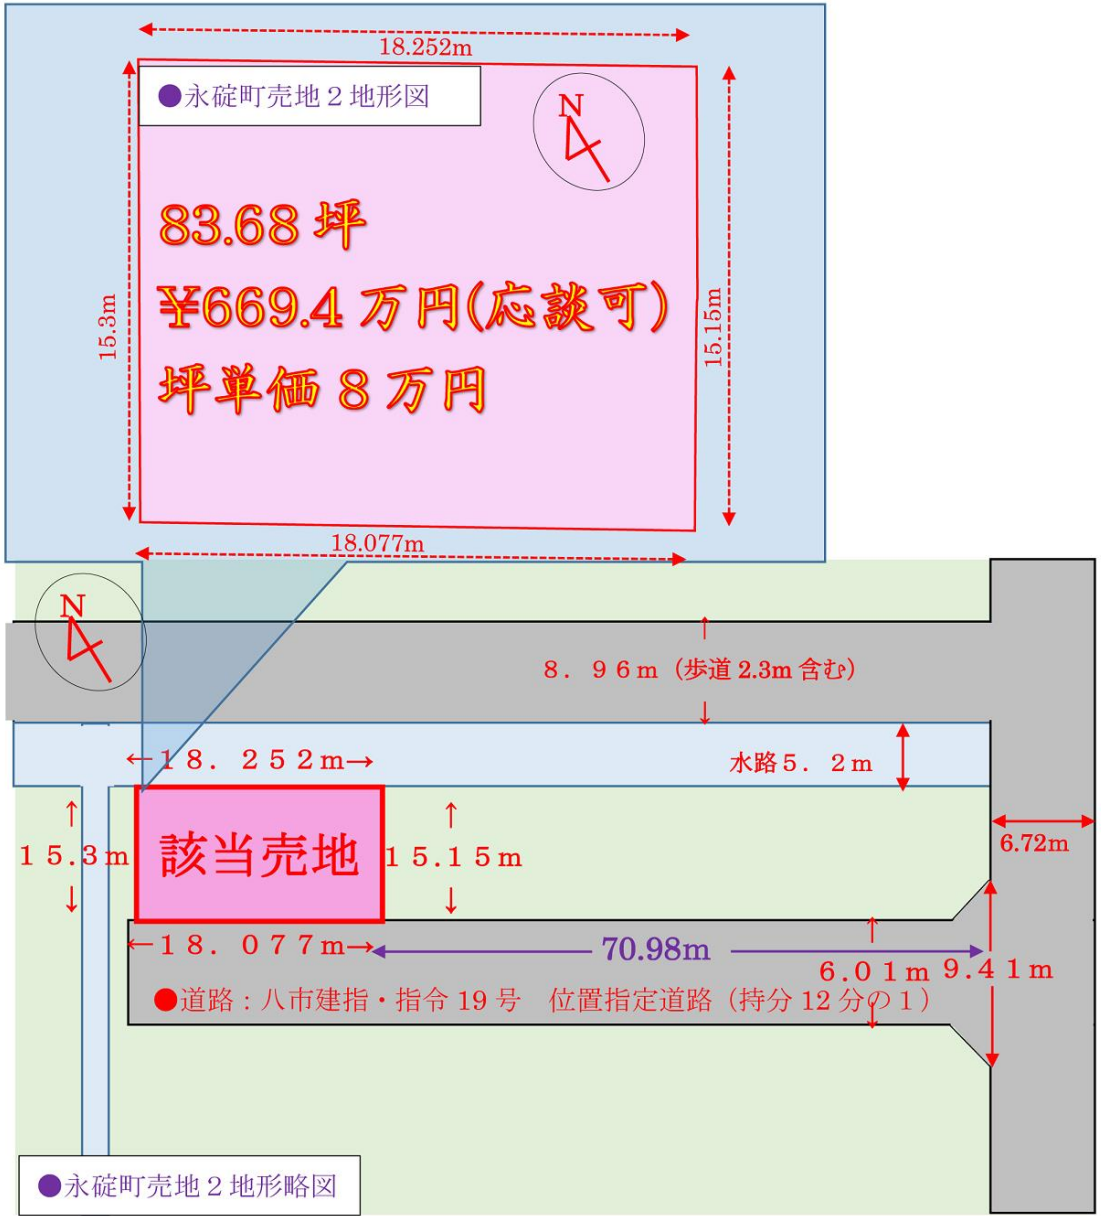 18.252m
●永碇町売地２地形図
N
83.68 坪
¥669.4 万円(応談可)
坪単価 8 万円
15.3m
15.15m
18.077m
N
8．９６m（歩道 2.3m 含む）
←１8．２５２m→
水路５．２m
１５.３m
該当売地
１５.１５m
6.72m
←１8．０７７m→
70.98m
６.０１m
９.４１m
●道路：八市建指・指令 19 号　位置指定道路（持分 12 分の１）
●永碇町売地２地形略図